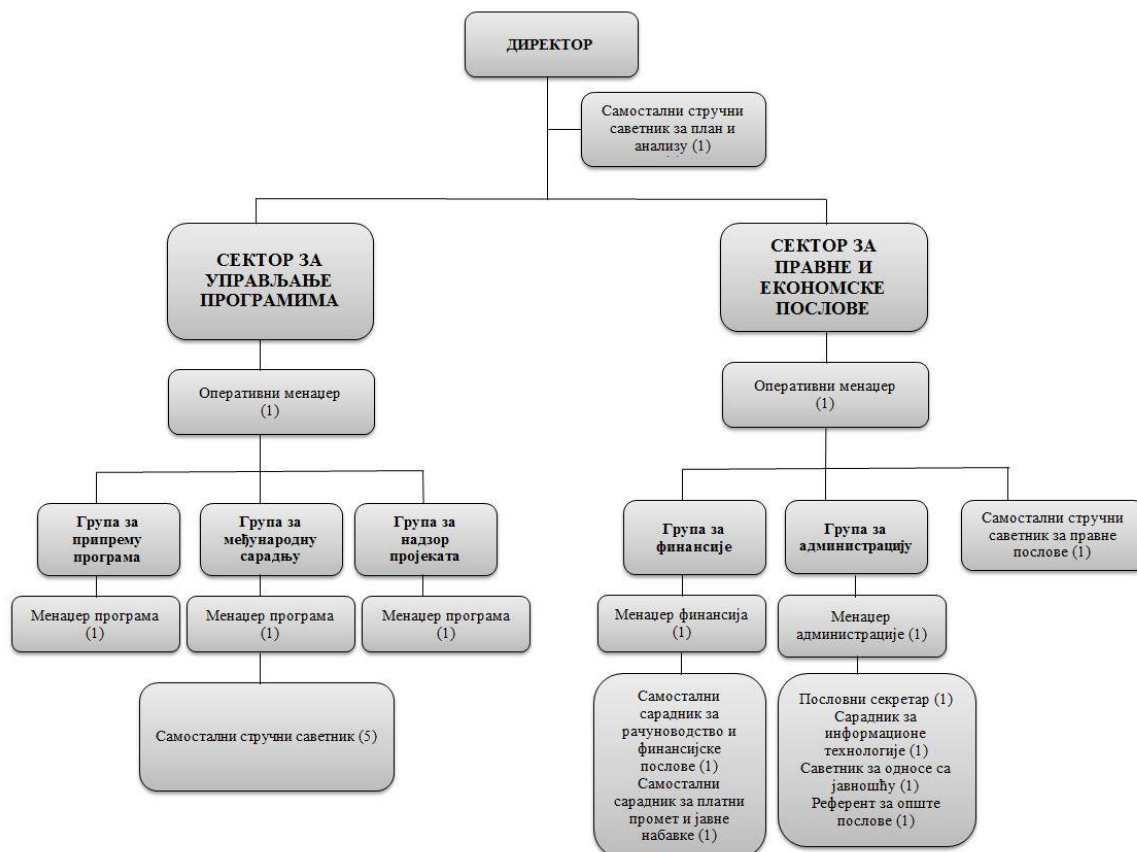 ДИРЕКТОР
Самостални стручни
саветник за план и
анализу (1)
СЕКТОР ЗА
УПРАВЉАЊЕ
ПРОГРАМИМА
СЕКТОР ЗА
ПРАВНЕ И
ЕКОНОМСКЕ
ПОСЛОВЕ
Оперативни менаџер
(1)
Оперативни менаџер
(1)
Група за
припрему
програма
Група за
међународну
сарадњу
Група за
надзор
пројеката
Група за
финансије
Група за
администрацију
Самостални стручни
саветник за правне
послове (1)
Менаџер програма
(1)
Менаџер програма
(1)
Менаџер програма
(1)
Менаџер финансија
(1)
Менаџер
администрације (1)
Самостални стручни саветник (5)
Самостални
сарадник за
рачуноводство и
финансијске
послове (1)
Самостални
сарадник за платни
промет и јавне
набавке (1)
Пословни секретар (1)
Сарадник за
информационе
технологије (1)
Саветник за односе са
јавношћу (1)
Референт за опште
послове (1)